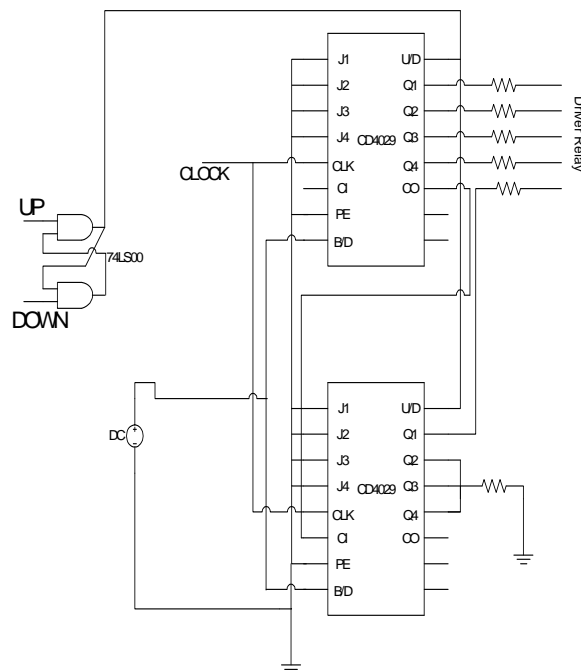 J1 U/D
J2 Q1
J3 Q2
J4 CD4029 Q3
CLK Q4
CI CO
PE
B/D
Driver Relay
CLOCK
UP
74LS00
DOWN
DC
J1 U/D
J2 Q1
J3 Q2
J4 CD4029 Q3
CLK Q4
CI CO
PE
B/D